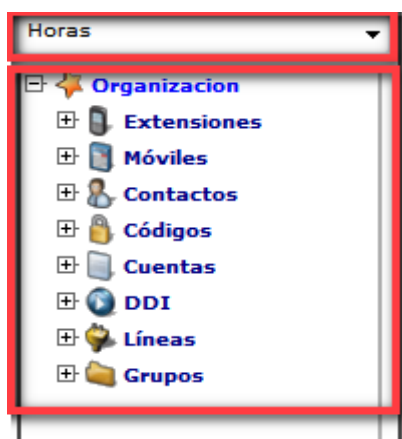 Horas
Organizacion
Extensiones
Móviles
Contactos
Códigos
Cuentas
DDI
Líneas
Grupos